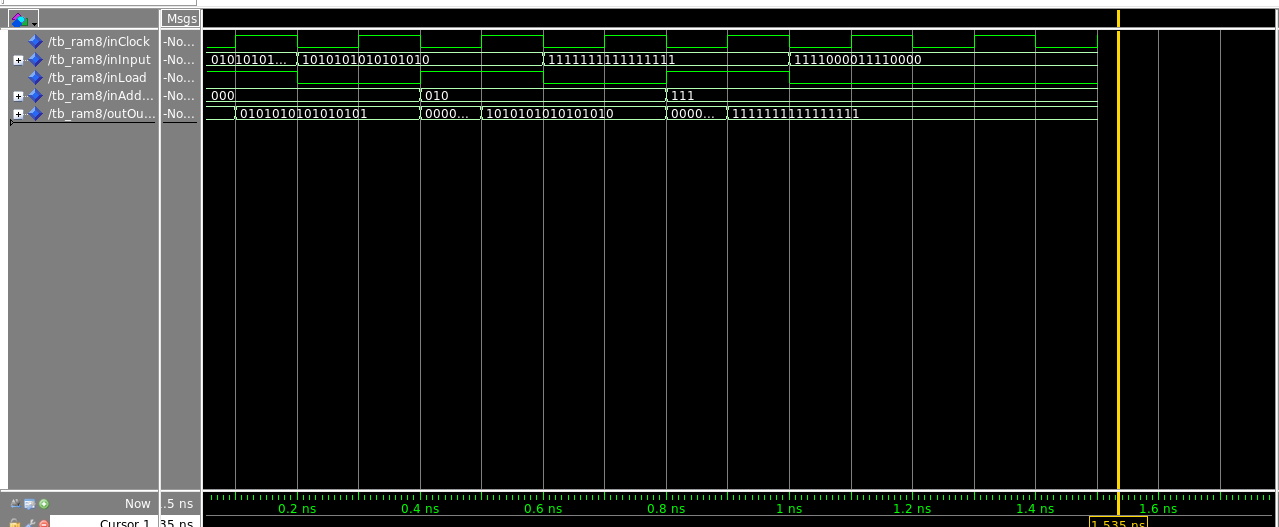 Msgs
/tb_ram8/inClock -No...
/tb_ram8/inInput -No... 01010101... 1010101010101010 1111111111111111 1111000011110000
/tb_ram8/inLoad -No...
/tb_ram8/inAdd... -No... 000 010 111
/tb_ram8/outOu... -No... 0101010101010101 0000... 1010101010101010 0000... 1111111111111111
Now .5 ns 0.2 ns 0.4 ns 0.6 ns 0.8 ns 1 ns 1.2 ns 1.4 ns 1.6 ns
Cursor 1 35 ns 1.535 ns